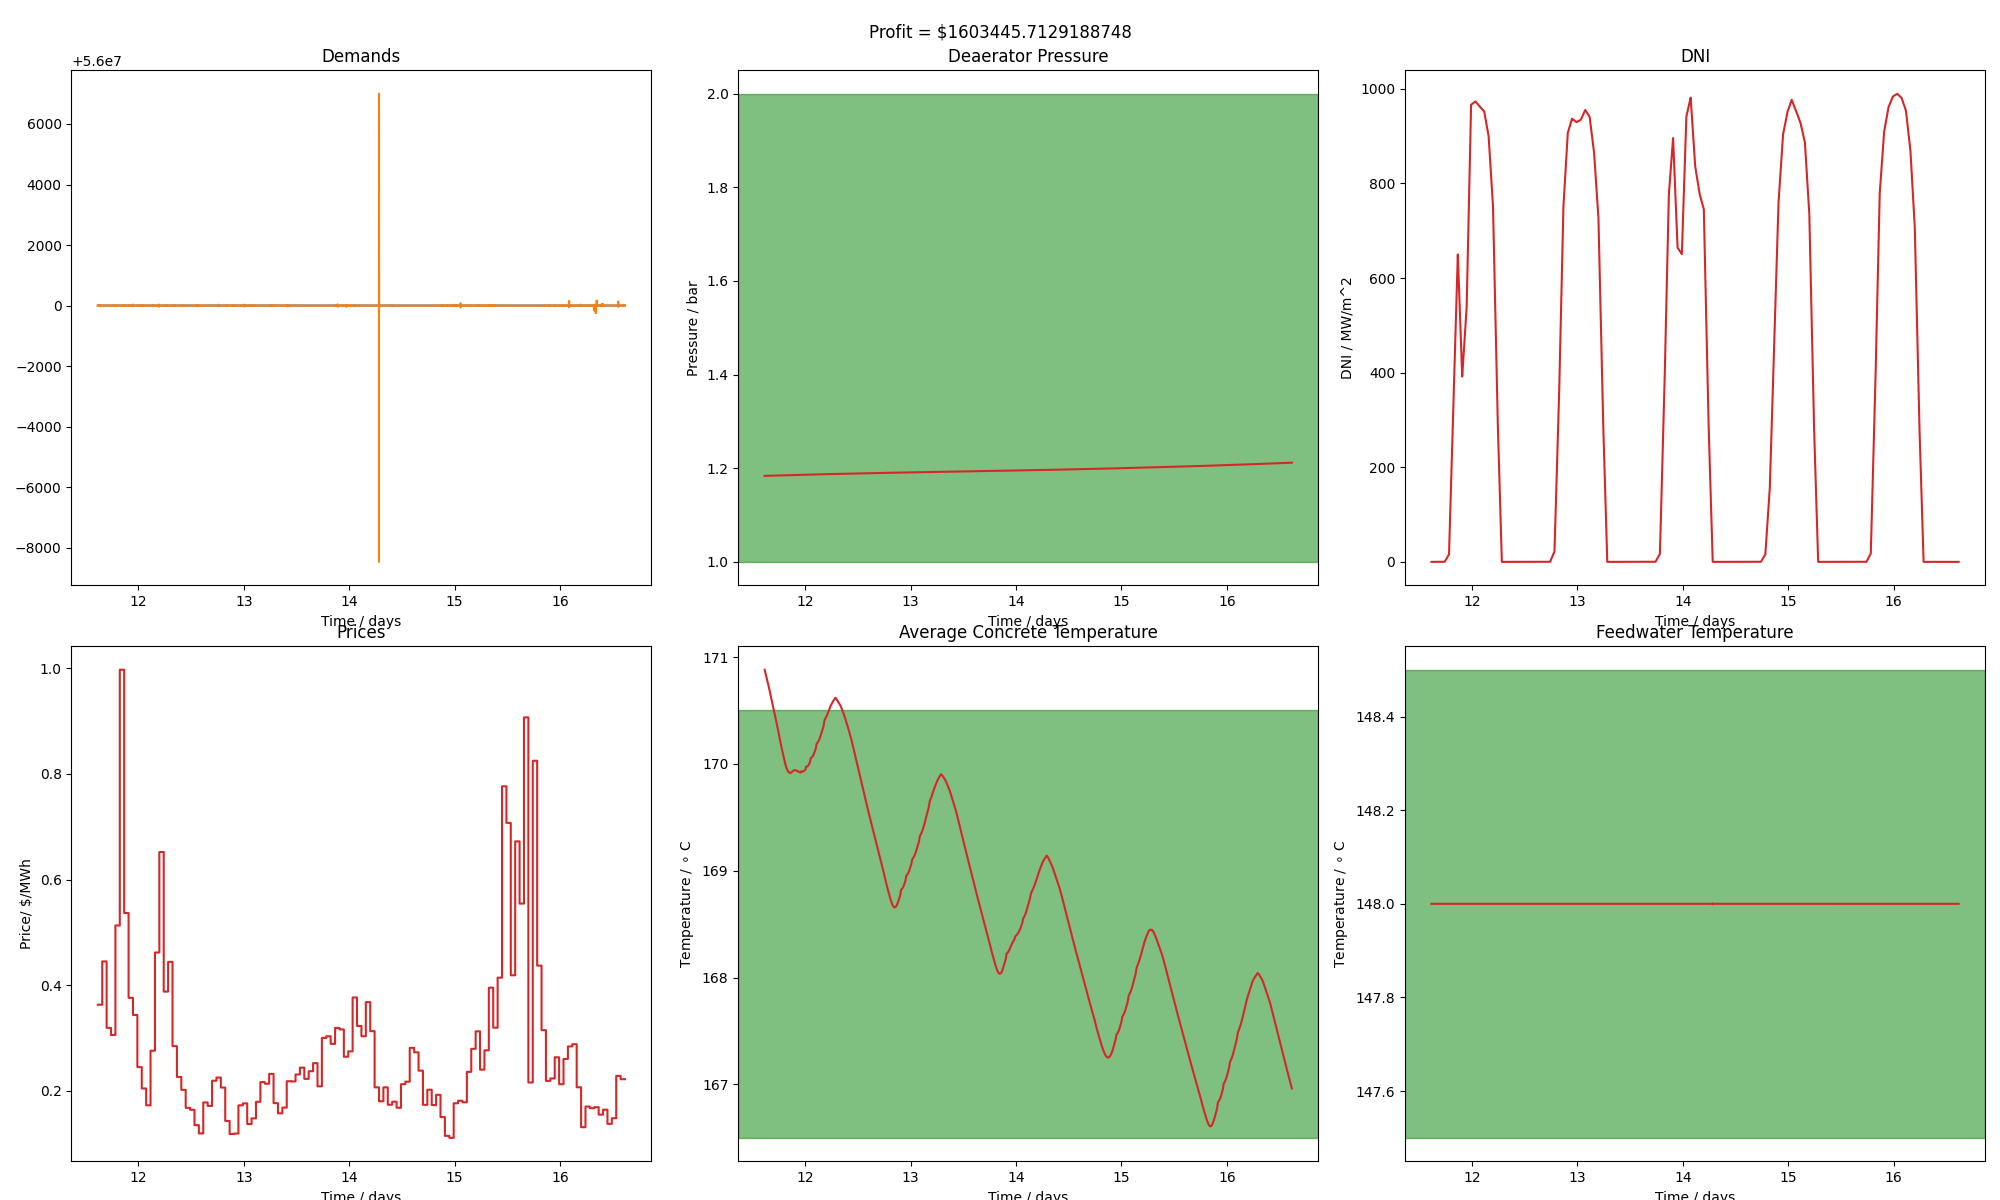 Profit = $1603445.7129188748
Demands
+5.6e7
6000
4000
2000
0
−2000
−4000
−6000
−8000
12 13 14 15 16
Time / days
Deaerator Pressure
Pressure / bar
2.0
1.8
1.6
1.4
1.2
1.0
12 13 14 15 16
Time / days
DNI
DNI / MW/m^2
1000
800
600
400
200
0
12 13 14 15 16
Time / days
Prices
Price/ $/MWh
1.0
0.8
0.6
0.4
0.2
12 13 14 15 16
Time / days
Average Concrete Temperature
Temperature / ∘ C
171
170
169
168
167
12 13 14 15 16
Time / days
Feedwater Temperature
Temperature / ∘ C
148.4
148.2
148.0
147.8
147.6
12 13 14 15 16
Time / days